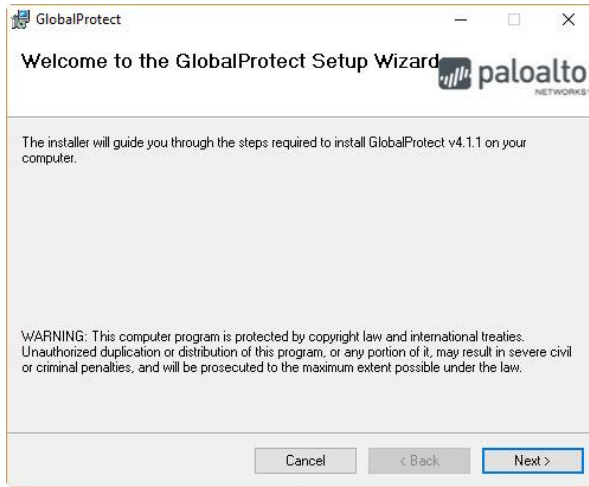 GlobalProtect
Welcome to the GlobalProtect Setup Wizard
paloalto
NETWORKS
The installer will guide you through the steps required to install GlobalProtect v4.1.1 on your
computer.
WARNING: This computer program is protected by copyright law and international treaties.
Unauthorized duplication or distribution of this program, or any portion of it, may result in severe civil
or criminal penalties, and will be prosecuted to the maximum extent possible under the law.
Cancel
< Back
Next >